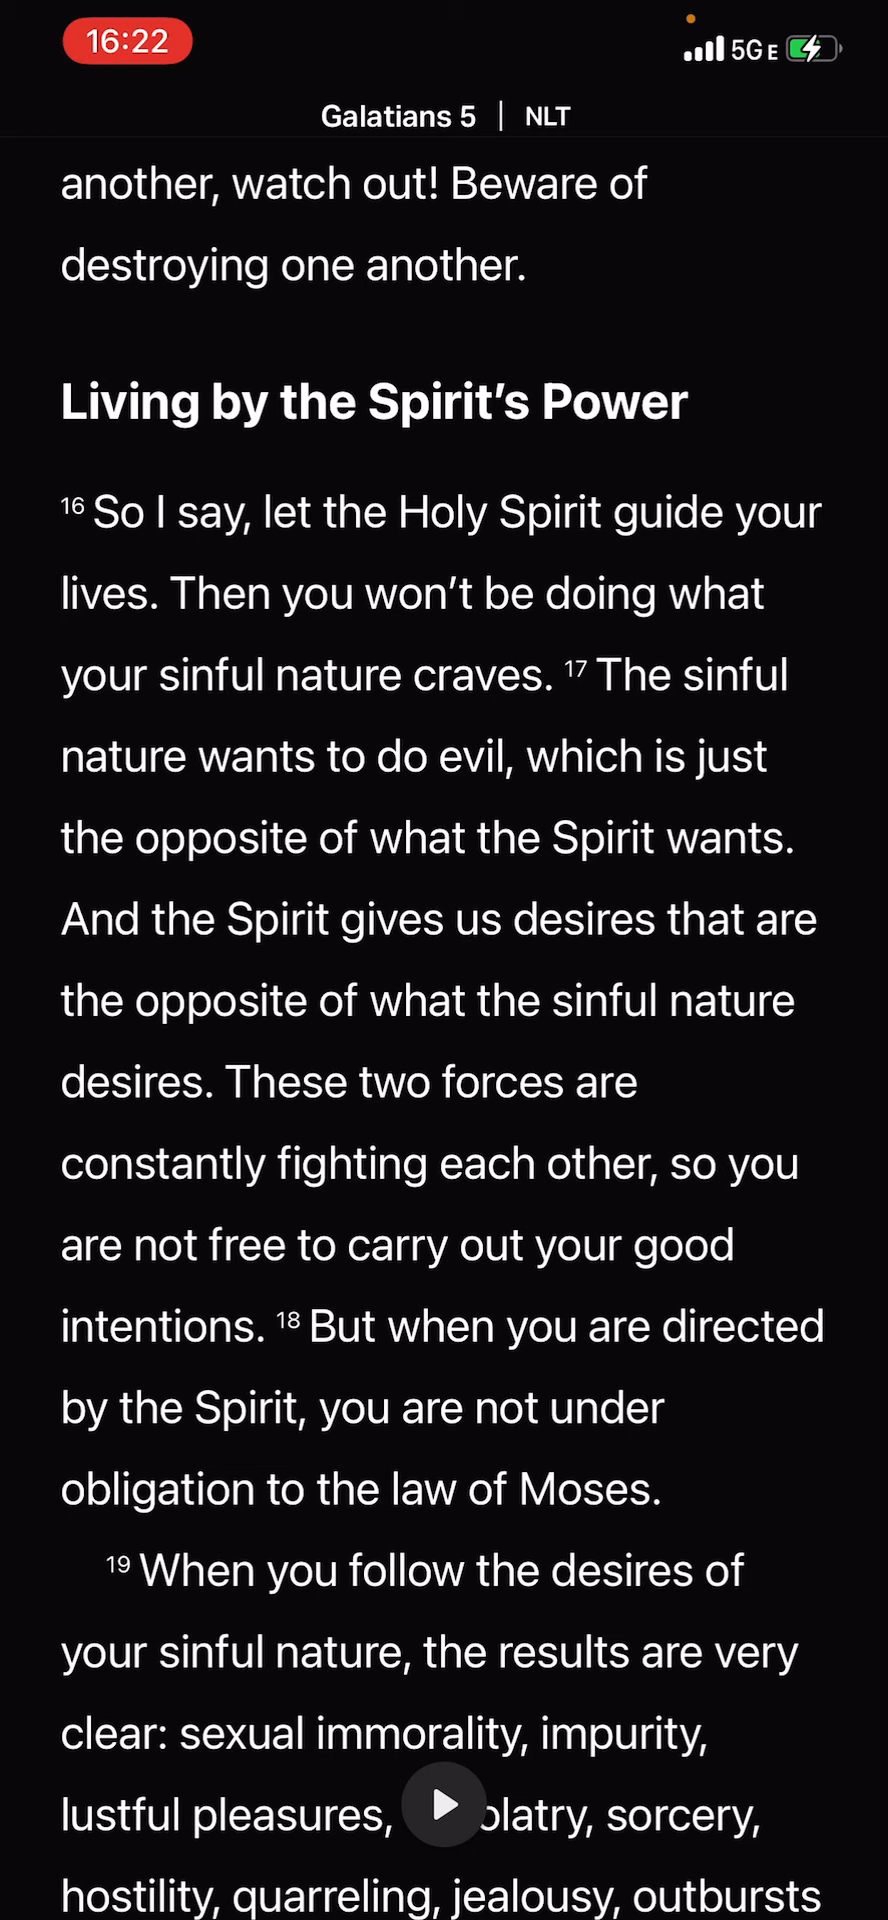 16:22
5G E
Galatians 5 | NLT
another, watch out! Beware of
destroying one another.
Living by the Spirit’s Power
16 So I say, let the Holy Spirit guide your
lives. Then you won’t be doing what
your sinful nature craves. 17 The sinful
nature wants to do evil, which is just
the opposite of what the Spirit wants.
And the Spirit gives us desires that are
the opposite of what the sinful nature
desires. These two forces are
constantly fighting each other, so you
are not free to carry out your good
intentions. 18 But when you are directed
by the Spirit, you are not under
obligation to the law of Moses.
19 When you follow the desires of
your sinful nature, the results are very
clear: sexual immorality, impurity,
lustful pleasures, sorcery,
hostility, quarreling, jealousy, outbursts